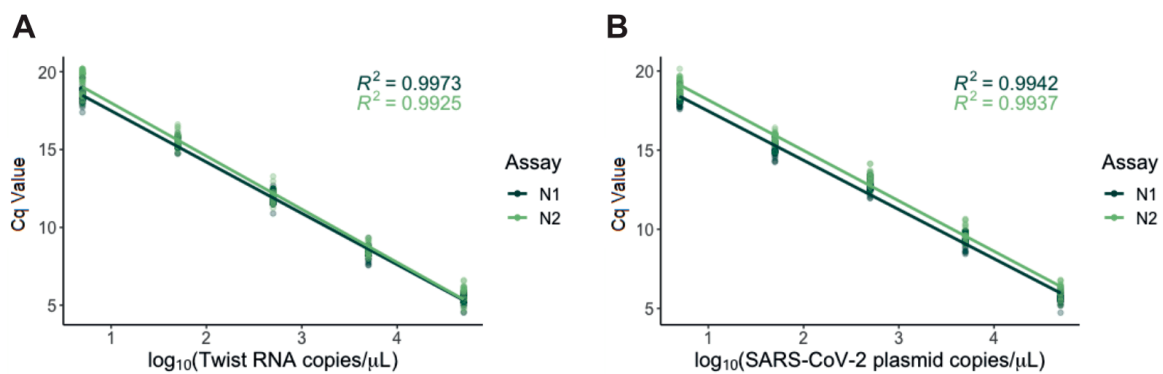 A
B
R² = 0.9973
R² = 0.9925
R² = 0.9942
R² = 0.9937
Cq Value
20
15
10
5
1 2 3 4
log₁₀(Twist RNA copies/μL)
Assay
N1
N2
Cq Value
20
15
10
5
1 2 3 4
log₁₀(SARS-CoV-2 plasmid copies/μL)
Assay
N1
N2